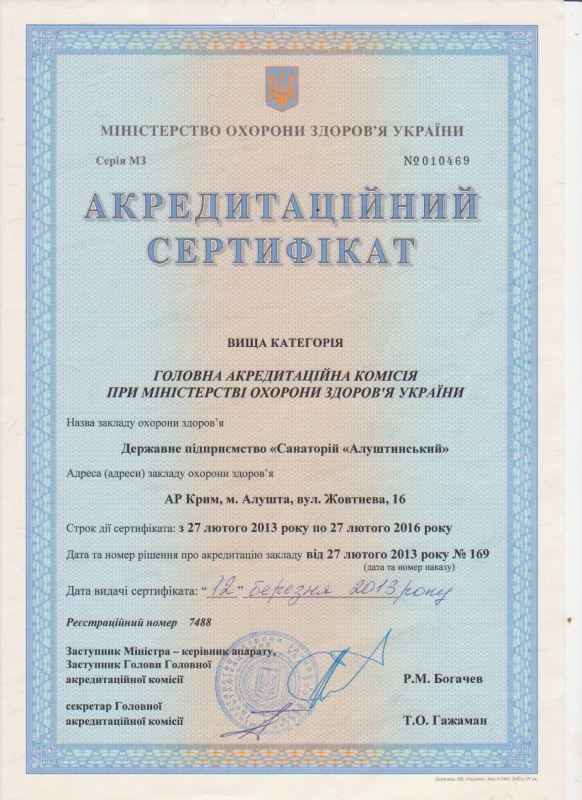 МІНІСТЕРСТВО ОХОРОНИ ЗДОРОВ'Я УКРАЇНИ
Серія МЗ №010469
АКРЕДИТАЦІЙНИЙ
СЕРТИФІКАТ
ВИЩА КАТЕГОРІЯ
ГОЛОВНА АКРЕДИТАЦІЙНА КОМІСІЯ
ПРИ МІНІСТЕРСТВІ ОХОРОНИ ЗДОРОВ'Я УКРАЇНИ
Назва закладу охорони здоров'я
Державне підприємство «Санаторій «Алуштинський»
Адреса (адреси) закладу охорони здоров'я
АР Крим, м. Алушта, вул. Жовтнева, 16
Строк дії сертифіката: з 27 лютого 2013 року по 27 лютого 2016 року
Дата та номер рішення про акредитацію закладу від 27 лютого 2013 року № 169
(дата та номер наказу)
Дата видачі сертифіката: "12" березня 2013 року
Реєстраційний номер 7488
Заступник Міністра – керівник апарату,
Заступник Голови Головної
акредитаційної комісії Р.М. Богачев
секретар Головної
акредитаційної комісії Т.О. Гажаман